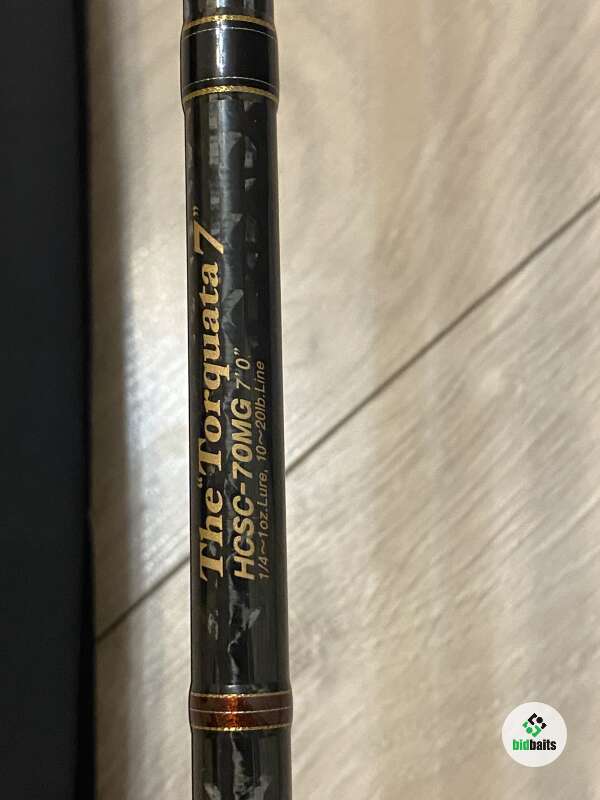 The "Torquata 7"
HCSC-70MG 7'0"
1/4~1oz.Lure, 10~20lb.Line
bidbaits